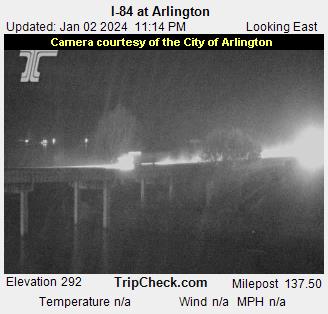 I-84 at Arlington
Updated: Jan 02 2024 11:14 PM Looking East
Camera courtesy of the City of Arlington
Elevation 292 TripCheck.com Milepost 137.50
Temperature n/a Wind n/a MPH n/a